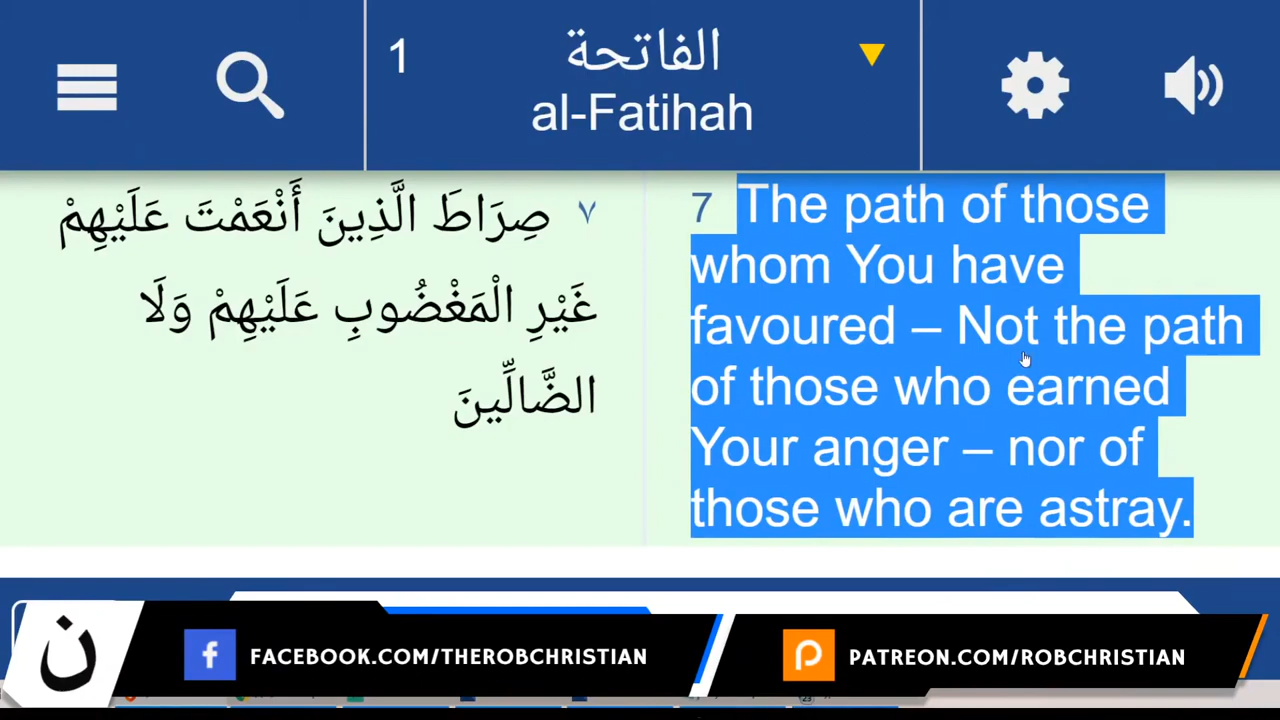 1
الفاتحة
al-Fatihah
٧ صِرَاطَ الَّذِينَ أَنْعَمْتَ عَلَيْهِمْ
غَيْرِ الْمَغْضُوبِ عَلَيْهِمْ وَلَا
الضَّالِّينَ
7 The path of those
whom You have
favoured – Not the path
of those who earned
Your anger – nor of
those who are astray.
ن
f
FACEBOOK.COM/THEROBCHRISTIAN
PATREON.COM/ROBCHRISTIAN